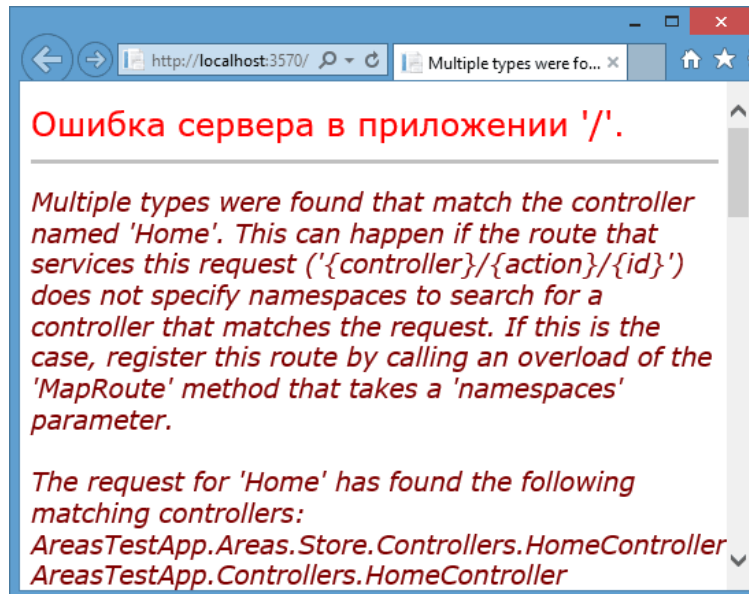 http://localhost:3570/
Multiple types were fo...
Ошибка сервера в приложении '/'.
Multiple types were found that match the controller
named 'Home'. This can happen if the route that
services this request ('{controller}/{action}/{id}')
does not specify namespaces to search for a
controller that matches the request. If this is the
case, register this route by calling an overload of the
'MapRoute' method that takes a 'namespaces'
parameter.
The request for 'Home' has found the following
matching controllers:
AreasTestApp.Areas.Store.Controllers.HomeController
AreasTestApp.Controllers.HomeController